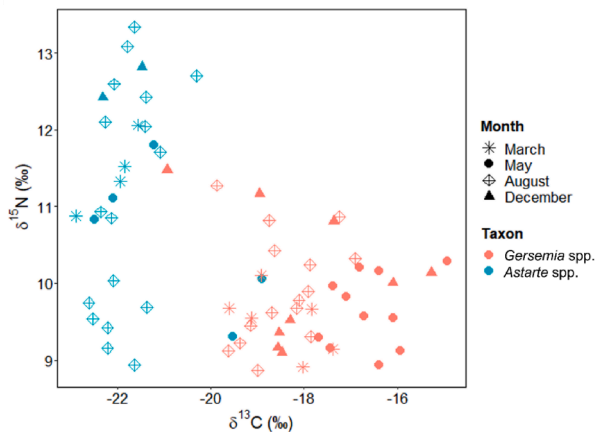 13
12
11
10
9
δ15N (‰)
-22
-20
-18
-16
δ13C (‰)
Month
March
May
August
December
Taxon
Gersemia spp.
Astarte spp.